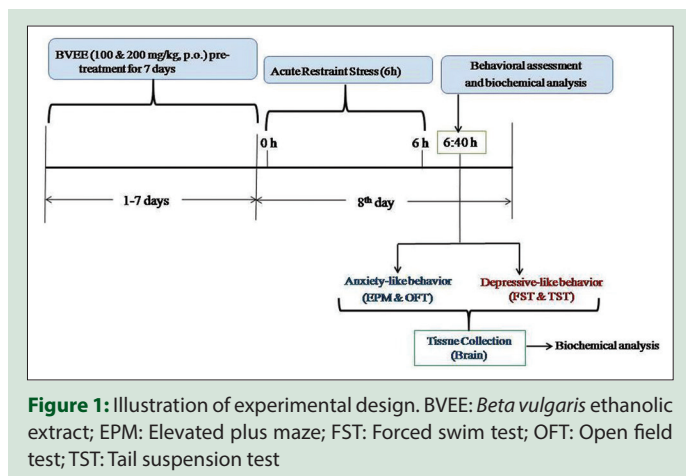 BVEE (100 & 200 mg/kg, p.o.) pre-
treatment for 7 days
Acute Restraint Stress (6h)
Behavioral assessment
and biochemical analysis
0 h
6 h
6:40 h
1-7 days
8th day
Anxiety-like behavior
(EPM & OFT)
Depressive-like behavior
(FST & TST)
Tissue Collection
(Brain)
Biochemical analysis
Figure 1: Illustration of experimental design. BVEE: Beta vulgaris ethanolic
extract; EPM: Elevated plus maze; FST: Forced swim test; OFT: Open field
test; TST: Tail suspension test